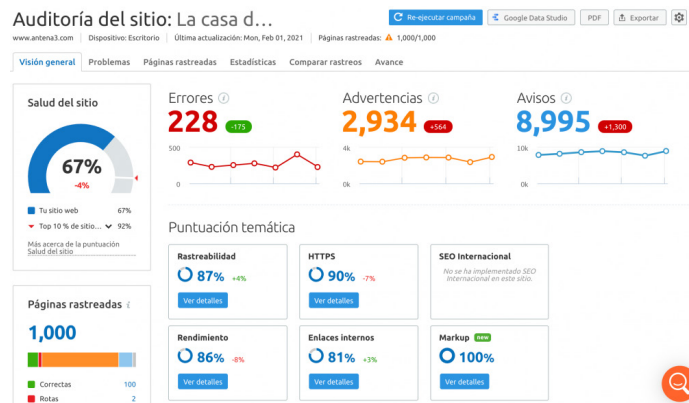 Auditoría del sitio: La casa d...
Re-ejecutar campaña
Google Data Studio
PDF
Exportar
www.antena3.com
Dispositivo: Escritorio
Última actualización: Mon, Feb 01, 2021
Páginas rastreadas: 1,000/1,000
Visión general
Problemas
Páginas rastreadas
Estadísticas
Comparar rastreos
Avance
Salud del sitio
67%
-4%
Tu sitio web 67%
Top 10 % de sitio... 92%
Más acerca de la puntuación
Salud del sitio
Errores i
228 -175
500
0
Advertencias i
2,934 +564
4k
0k
Avisos i
8,995 +1,300
10k
0k
Puntuación temática
Rastreabilidad
87% +4%
Ver detalles
HTTPS
90% -7%
Ver detalles
SEO Internacional
No se ha implementado SEO
Internacional en este sitio.
Rendimiento
86% -8%
Ver detalles
Enlaces internos
81% +3%
Ver detalles
Markup new
100%
Ver detalles
Páginas rastreadas i
1,000
Correctas 100
Rotas 2